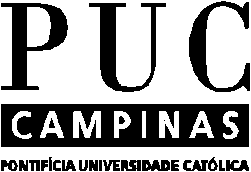 PUC
CAMPINAS
PONTIFÍCIA UNIVERSIDADE CATÓLICA